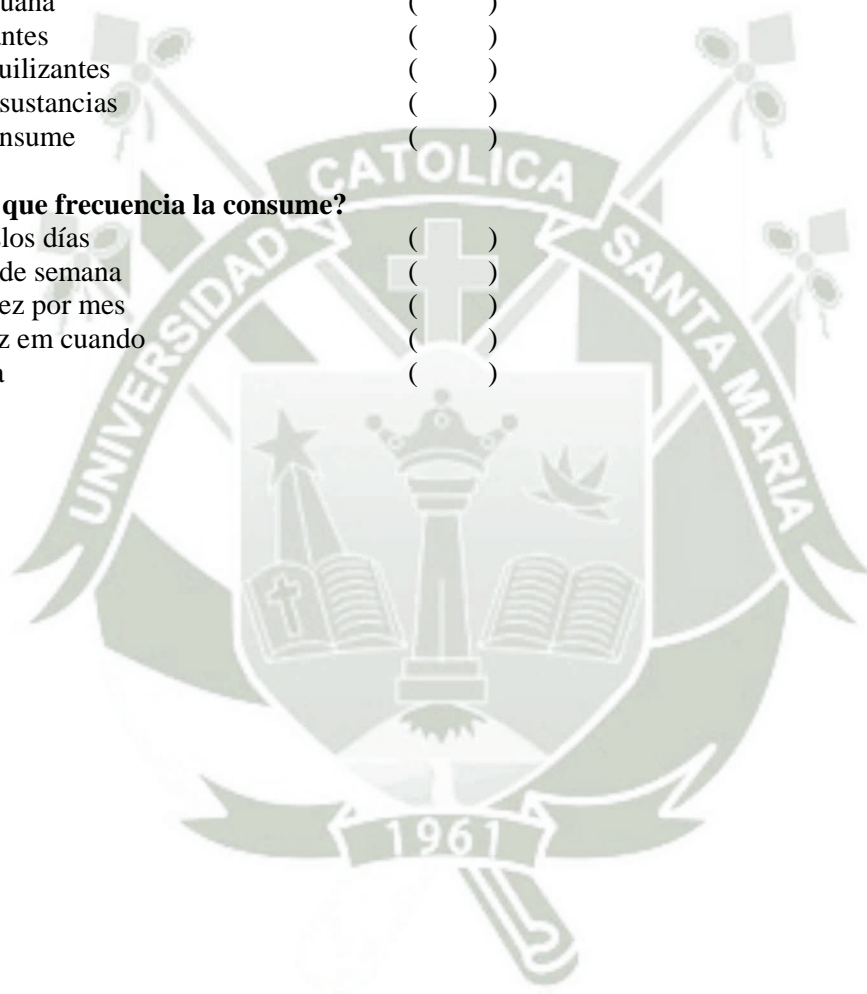 uana ( )
antes ( )
uilizantes ( )
sustancias ( )
nsume ( )
que frecuencia la consume?
los días ( )
de semana ( )
ez por mes ( )
z em cuando ( )
a ( )
UNIVERSIDAD CATOLICA SANTA MARIA
1961